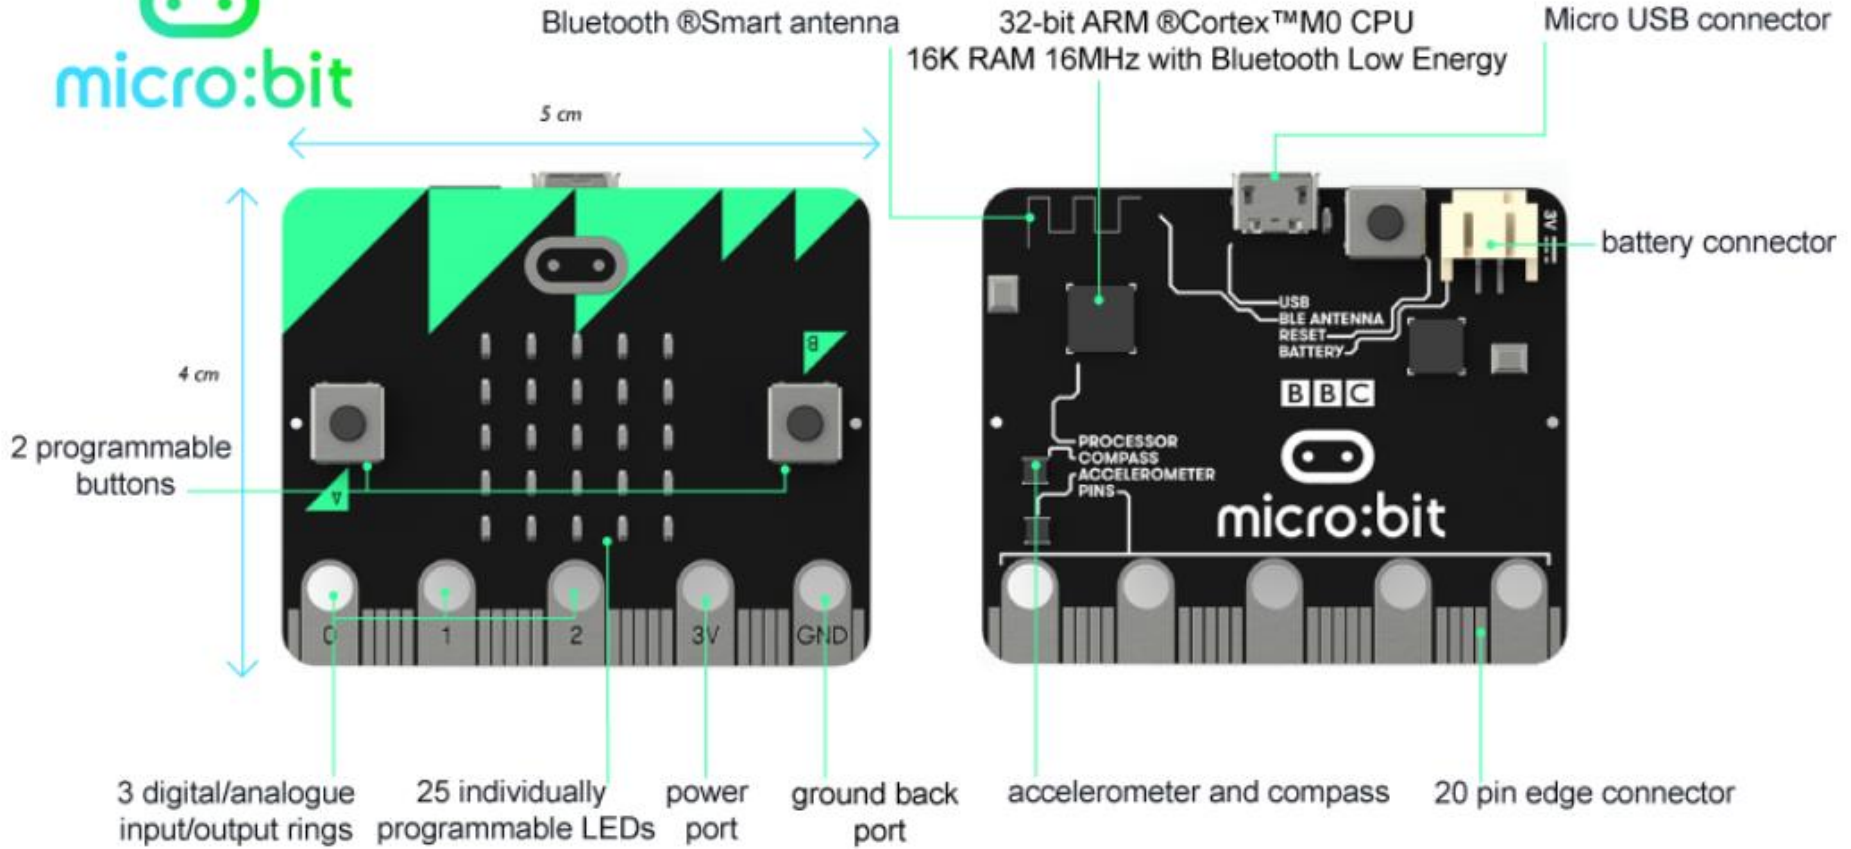 micro:bit
Bluetooth ®Smart antenna
32-bit ARM ®Cortex™M0 CPU
16K RAM 16MHz with Bluetooth Low Energy
Micro USB connector
5 cm
4 cm
2 programmable
buttons
A
B
0
1
2
3V
GND
3 digital/analogue
input/output rings
25 individually
programmable LEDs
power
port
ground back
port
3V
battery connector
USB
BLE ANTENNA
RESET
BATTERY
BBC
PROCESSOR
COMPASS
ACCELEROMETER
PINS
micro:bit
accelerometer and compass
20 pin edge connector